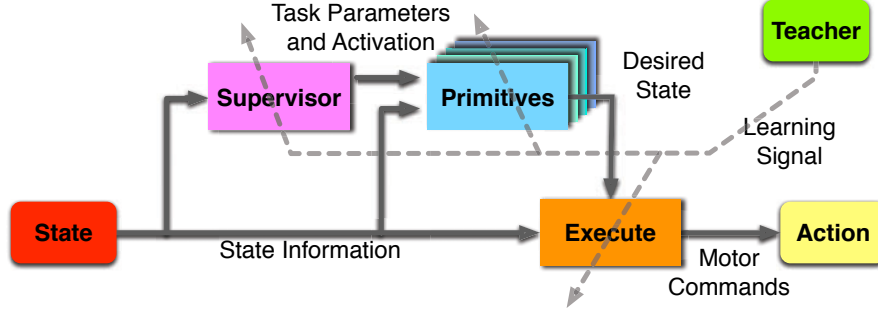 Task Parameters
and Activation
Teacher
Supervisor
Primitives
Desired
State
Learning
Signal
State
State Information
Execute
Motor
Commands
Action